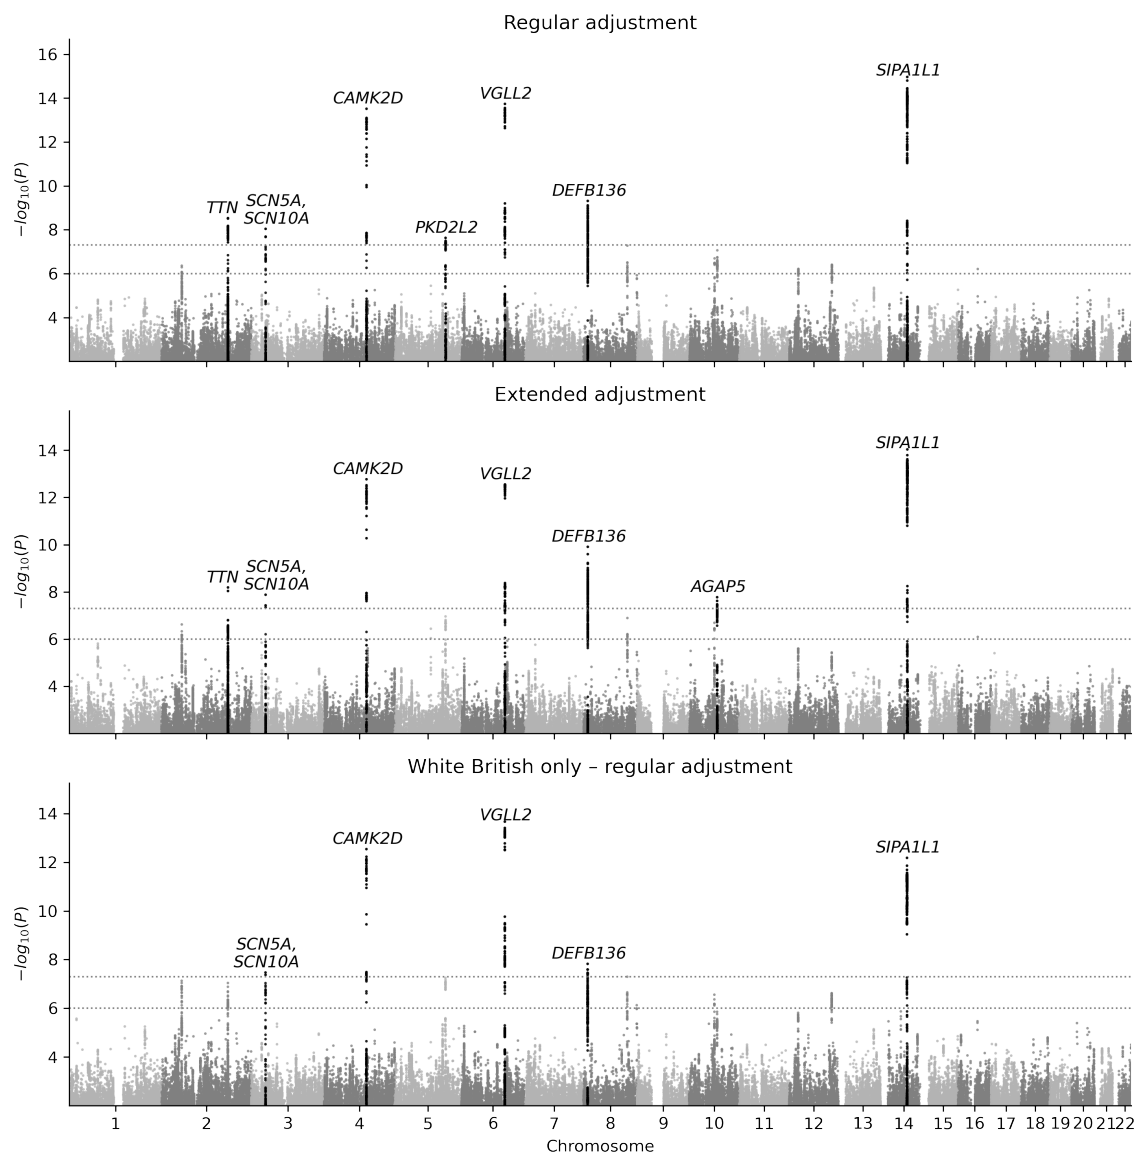 Regular adjustment
16
14
12
10
8
6
4
−log10(P)
TTN
SCN5A,
SCN10A
CAMK2D
PKD2L2
VGLL2
DEFB136
SIPA1L1
Extended adjustment
14
12
10
8
6
4
−log10(P)
TTN
SCN5A,
SCN10A
CAMK2D
VGLL2
DEFB136
AGAP5
SIPA1L1
White British only – regular adjustment
14
12
10
8
6
4
−log10(P)
SCN5A,
SCN10A
CAMK2D
VGLL2
DEFB136
SIPA1L1
1 2 3 4 5 6 7 8 9 10 11 12 13 14 15 16 17 18 19 20 21 22
Chromosome